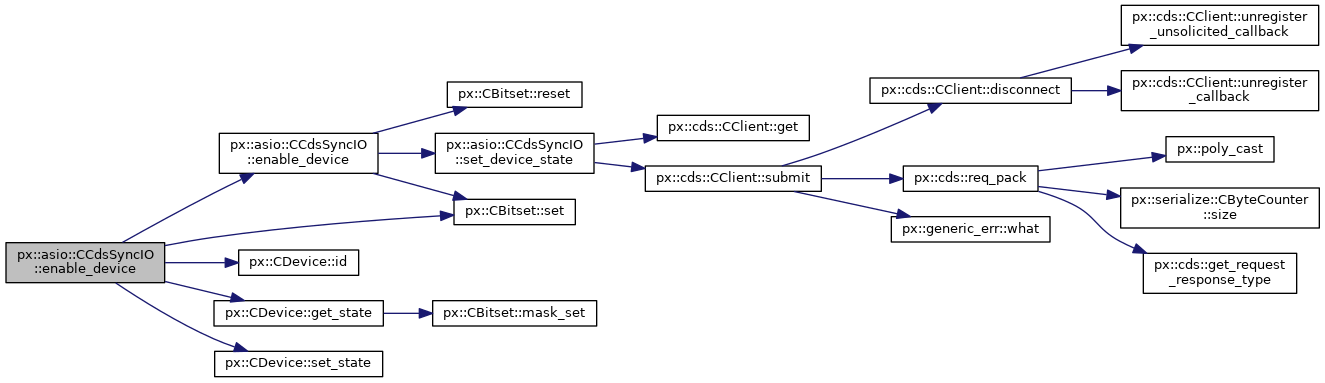 px::asio::CCdsSyncIO
::enable_device
px::asio::CCdsSyncIO
::enable_device
px::CDevice::id
px::CDevice::get_state
px::CDevice::set_state
px::CBitset::reset
px::asio::CCdsSyncIO
::set_device_state
px::CBitset::set
px::CBitset::mask_set
px::cds::CClient::get
px::cds::CClient::submit
px::cds::CClient::disconnect
px::cds::req_pack
px::generic_err::what
px::cds::CClient::unregister
_unsolicited_callback
px::cds::CClient::unregister
_callback
px::poly_cast
px::serialize::CByteCounter
::size
px::cds::get_request
_response_type